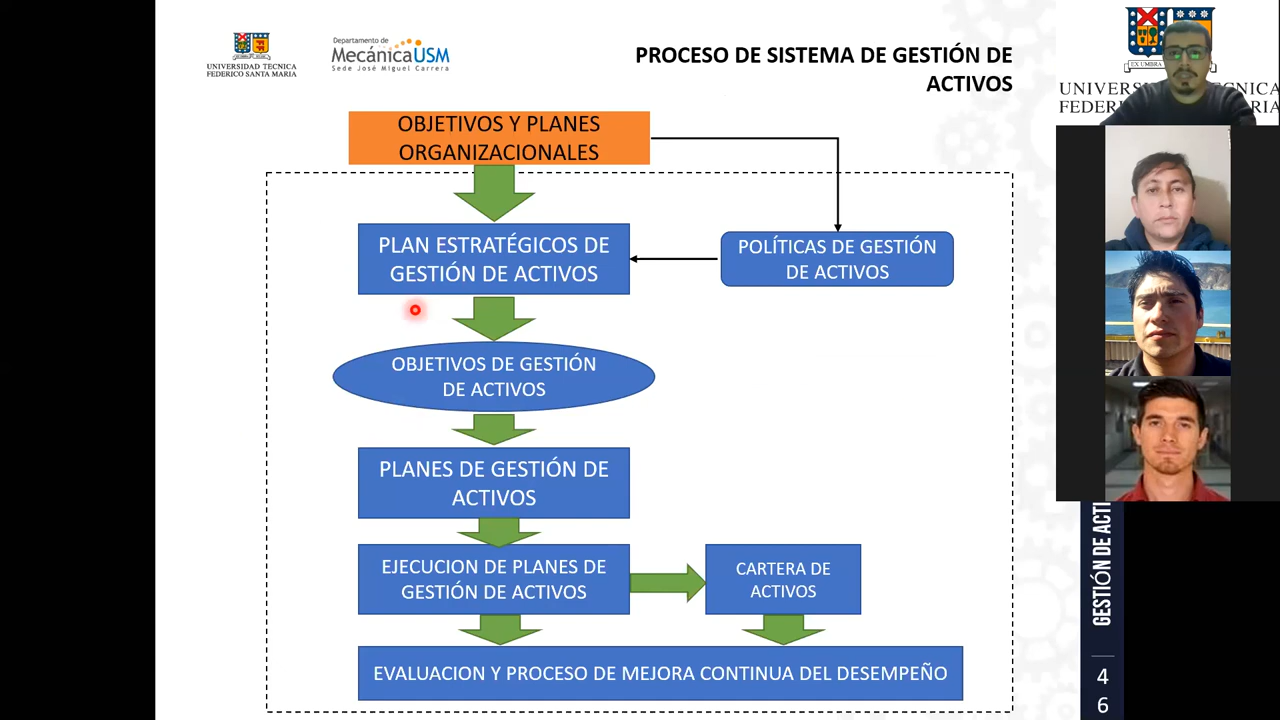 UNIVERSIDAD TECNICA
FEDERICO SANTA MARIA
Departamento de
MecánicaUSM
Sede José Miguel Carrera
PROCESO DE SISTEMA DE GESTIÓN DE
ACTIVOS
OBJETIVOS Y PLANES
ORGANIZACIONALES
PLAN ESTRATÉGICOS DE
GESTIÓN DE ACTIVOS
POLÍTICAS DE GESTIÓN
DE ACTIVOS
OBJETIVOS DE GESTIÓN
DE ACTIVOS
PLANES DE GESTIÓN DE
ACTIVOS
EJECUCION DE PLANES DE
GESTIÓN DE ACTIVOS
CARTERA DE
ACTIVOS
EVALUACION Y PROCESO DE MEJORA CONTINUA DEL DESEMPEÑO
GESTIÓN DE ACTI
4
6